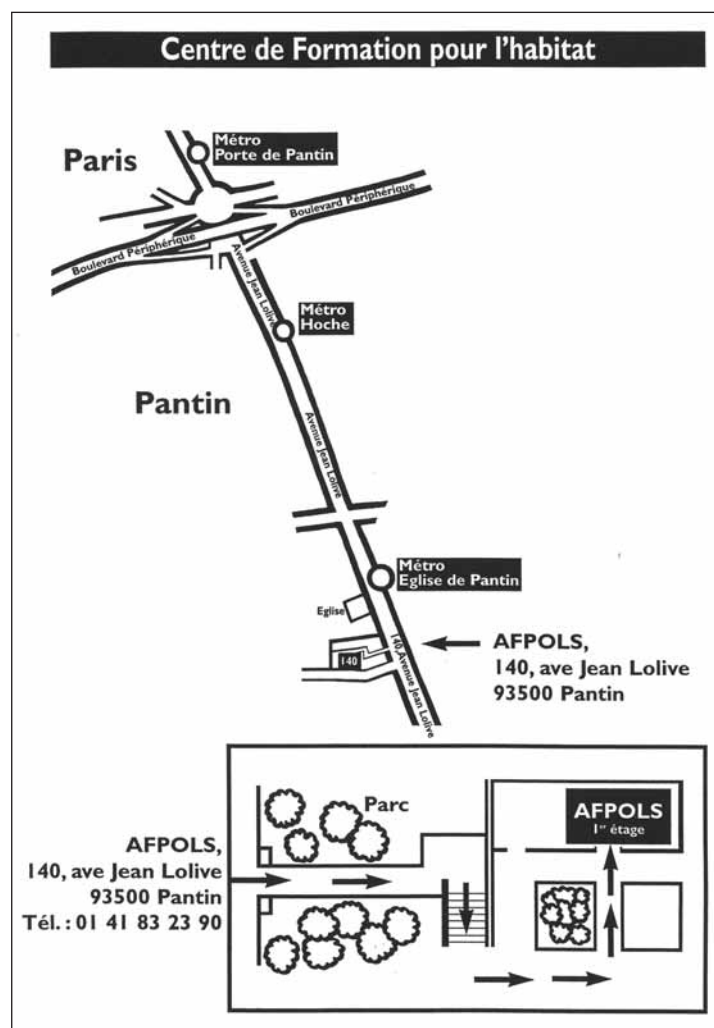 Centre de Formation pour l'habitat
Métro
Porte de Pantin
Paris
Boulevard Périphérique
Boulevard Périphérique
Avenue Jean Lolive
Métro
Hoche
Pantin
Avenue Jean Lolive
Métro
Eglise de Pantin
Eglise
140
140, Avenue Jean Lolive
AFPOLS,
140, ave Jean Lolive
93500 Pantin
Parc
AFPOLS
1er étage
AFPOLS,
140, ave Jean Lolive
93500 Pantin
Tél. : 01 41 83 23 90